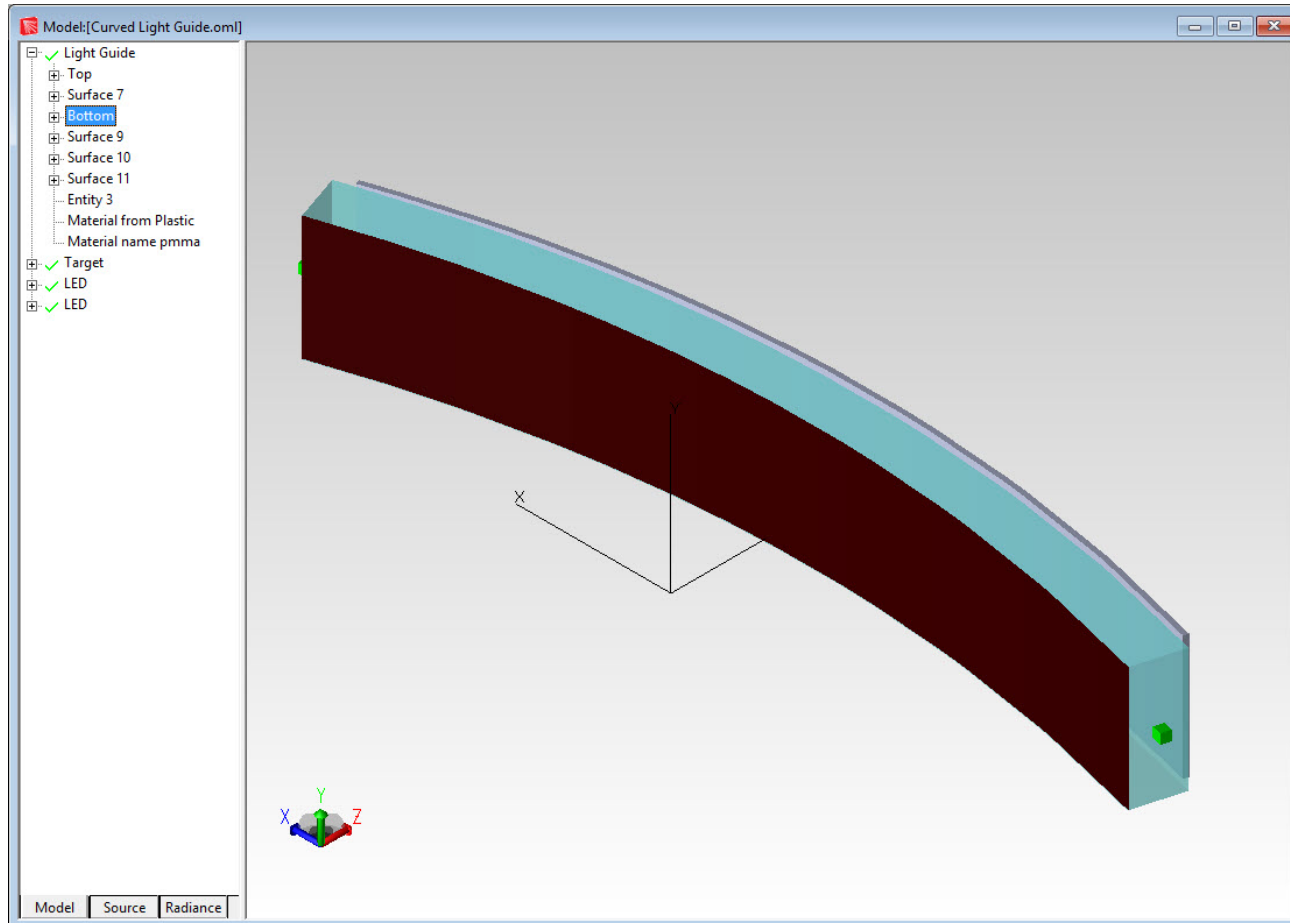 Model:[Curved Light Guide.oml]
Light Guide
Top
Surface 7
Bottom
Surface 9
Surface 10
Surface 11
Entity 3
Material from Plastic
Material name pmma
Target
LED
LED
Y
X
Y
X Z
Model Source Radiance